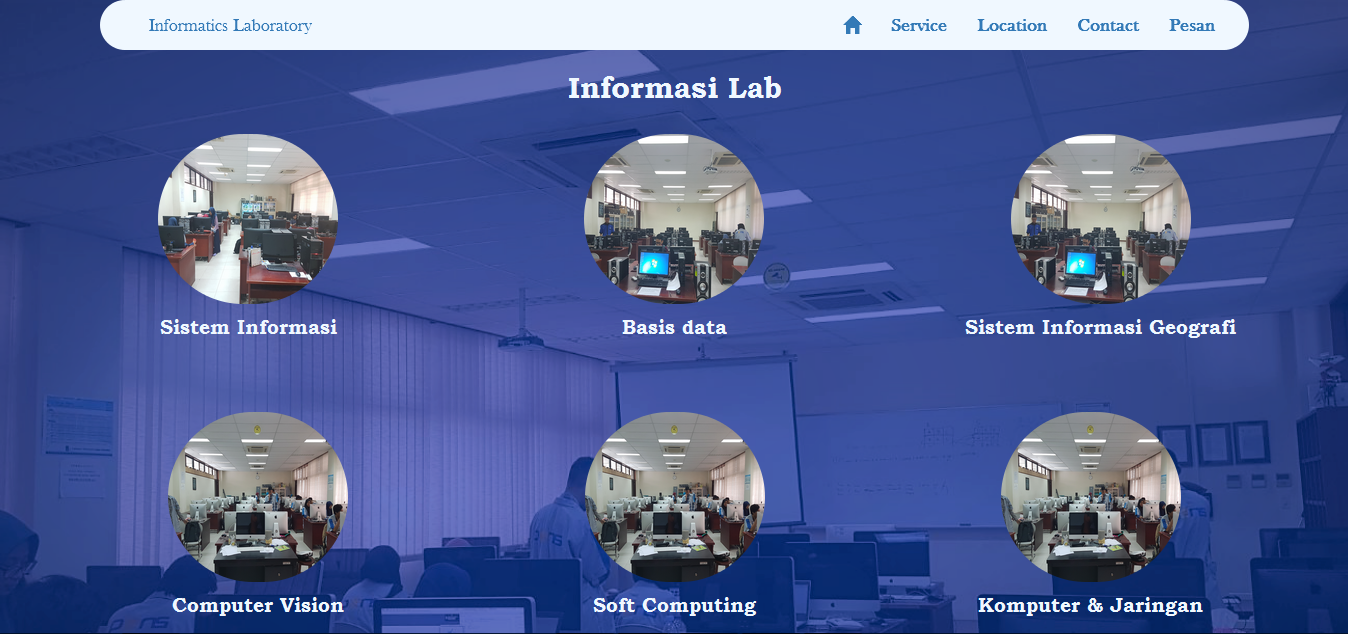 Informatics Laboratory
Service Location Contact Pesan
Informasi Lab
Sistem Informasi
Basis data
Sistem Informasi Geografi
Computer Vision
Soft Computing
Komputer & Jaringan